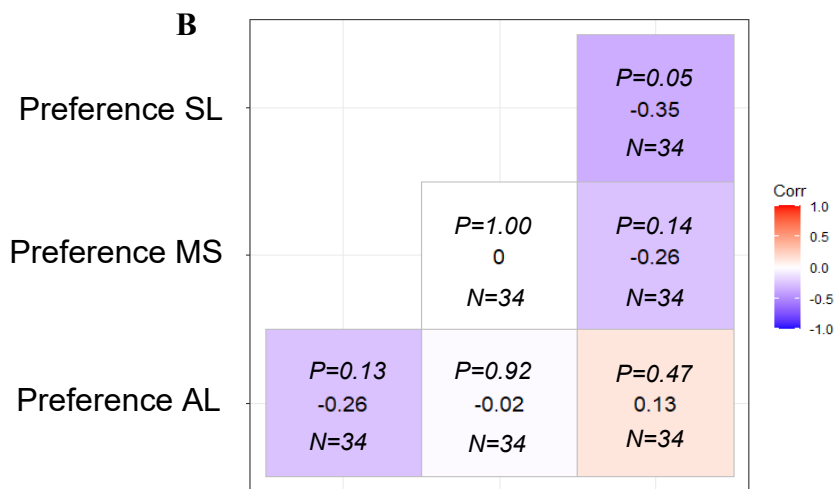 B
Preference SL
P=0.05
-0.35
N=34
Preference MS
P=1.00
0
N=34
P=0.14
-0.26
N=34
Preference AL
P=0.13
-0.26
N=34
P=0.92
-0.02
N=34
P=0.47
0.13
N=34
Corr
1.0
0.5
0.0
-0.5
-1.0